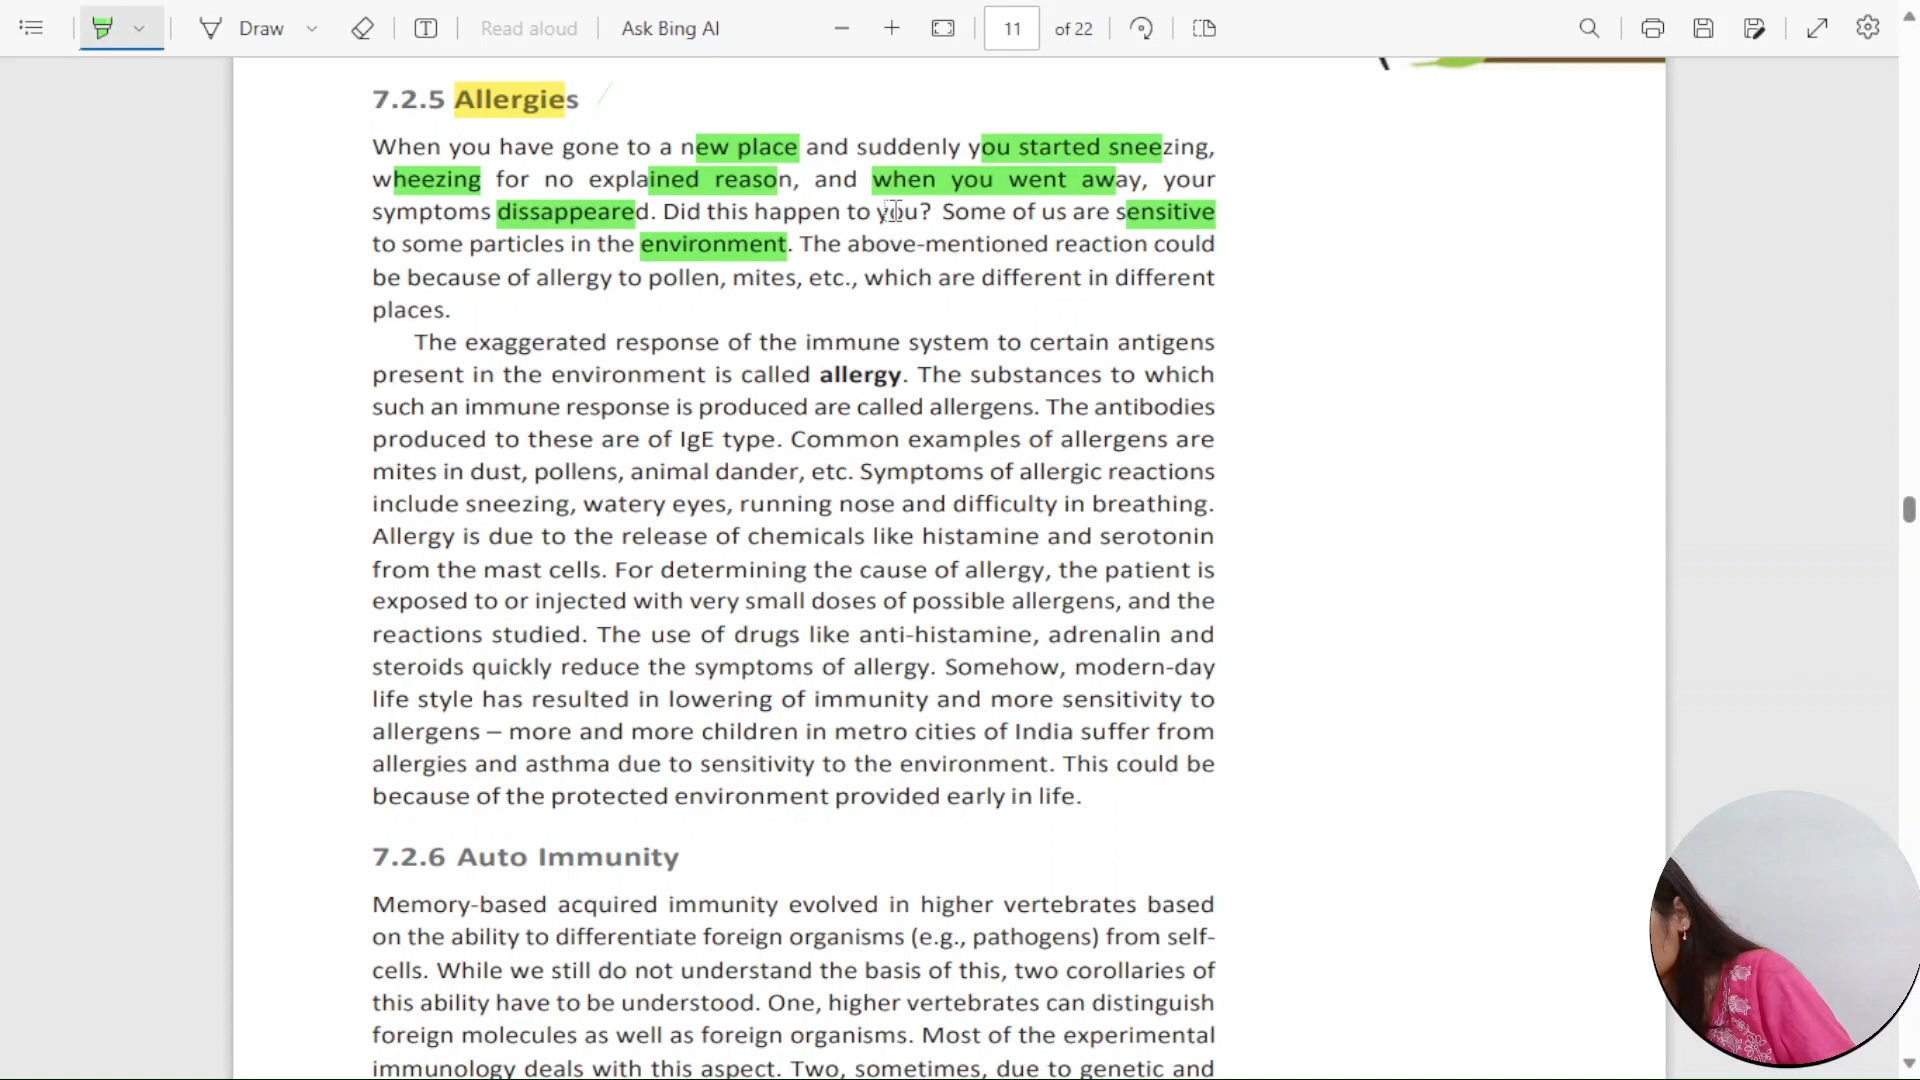 Draw
Read aloud
Ask Bing AI
11
of 22
7.2.5 Allergies
When you have gone to a new place and suddenly you started sneezing,
wheezing for no explained reason, and when you went away, your
symptoms dissappeared. Did this happen to you? Some of us are sensitive
to some particles in the environment. The above-mentioned reaction could
be because of allergy to pollen, mites, etc., which are different in different
places.
The exaggerated response of the immune system to certain antigens
present in the environment is called allergy. The substances to which
such an immune response is produced are called allergens. The antibodies
produced to these are of IgE type. Common examples of allergens are
mites in dust, pollens, animal dander, etc. Symptoms of allergic reactions
include sneezing, watery eyes, running nose and difficulty in breathing.
Allergy is due to the release of chemicals like histamine and serotonin
from the mast cells. For determining the cause of allergy, the patient is
exposed to or injected with very small doses of possible allergens, and the
reactions studied. The use of drugs like anti-histamine, adrenalin and
steroids quickly reduce the symptoms of allergy. Somehow, modern-day
life style has resulted in lowering of immunity and more sensitivity to
allergens – more and more children in metro cities of India suffer from
allergies and asthma due to sensitivity to the environment. This could be
because of the protected environment provided early in life.
7.2.6 Auto Immunity
Memory-based acquired immunity evolved in higher vertebrates based
on the ability to differentiate foreign organisms (e.g., pathogens) from self-
cells. While we still do not understand the basis of this, two corollaries of
this ability have to be understood. One, higher vertebrates can distinguish
foreign molecules as well as foreign organisms. Most of the experimental
immunology deals with this aspect. Two, sometimes, due to genetic and